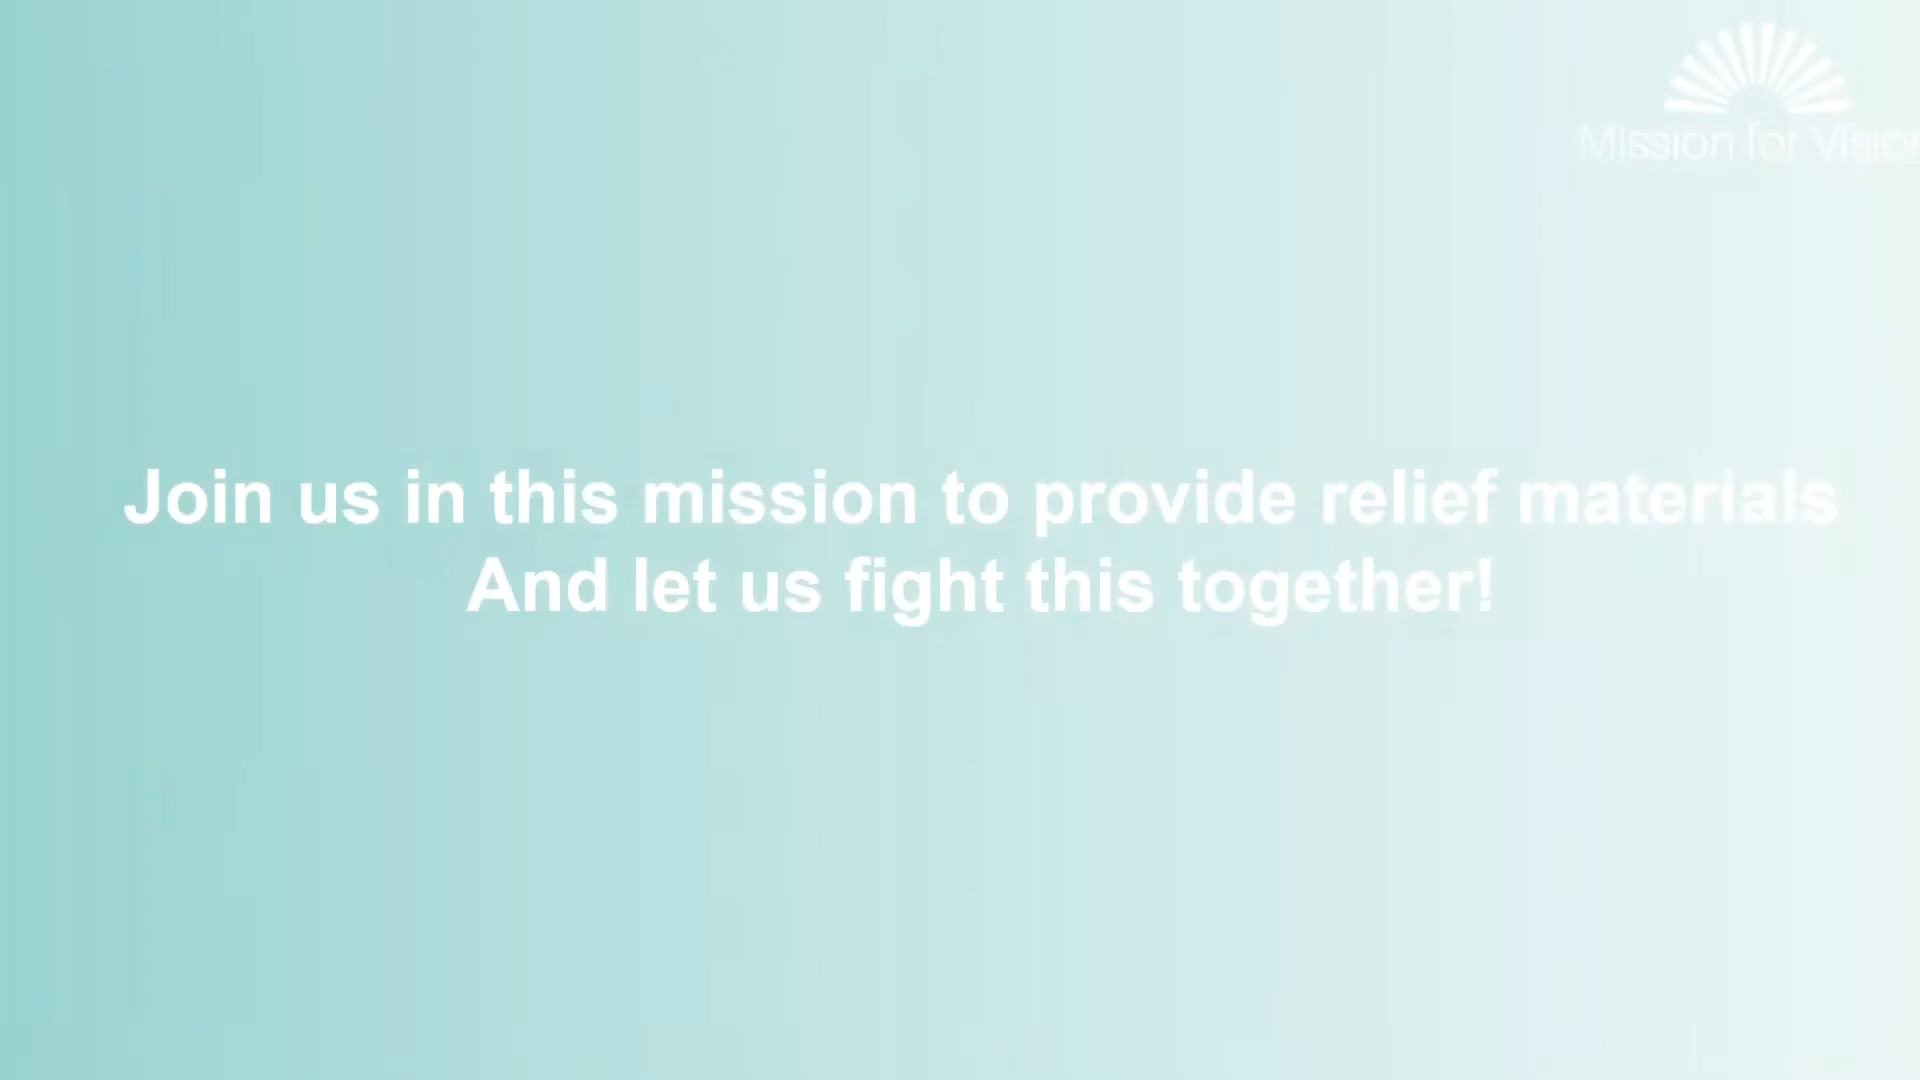 Mission for Vision
Join us in this mission to provide relief materials
And let us fight this together!